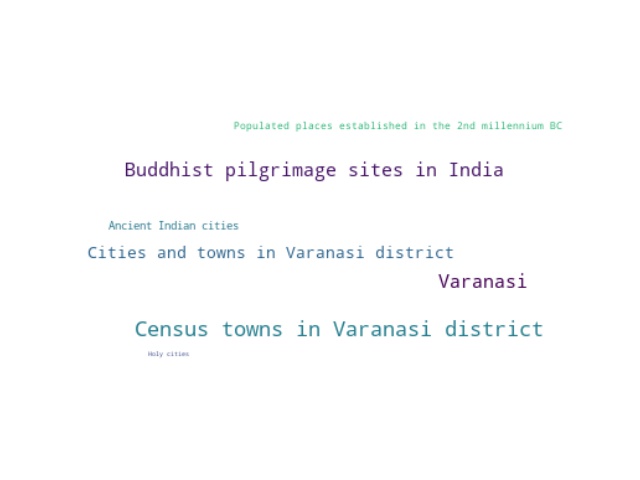 Populated places established in the 2nd millennium BC
Buddhist pilgrimage sites in India
Ancient Indian cities
Cities and towns in Varanasi district
Varanasi
Census towns in Varanasi district
Holy cities